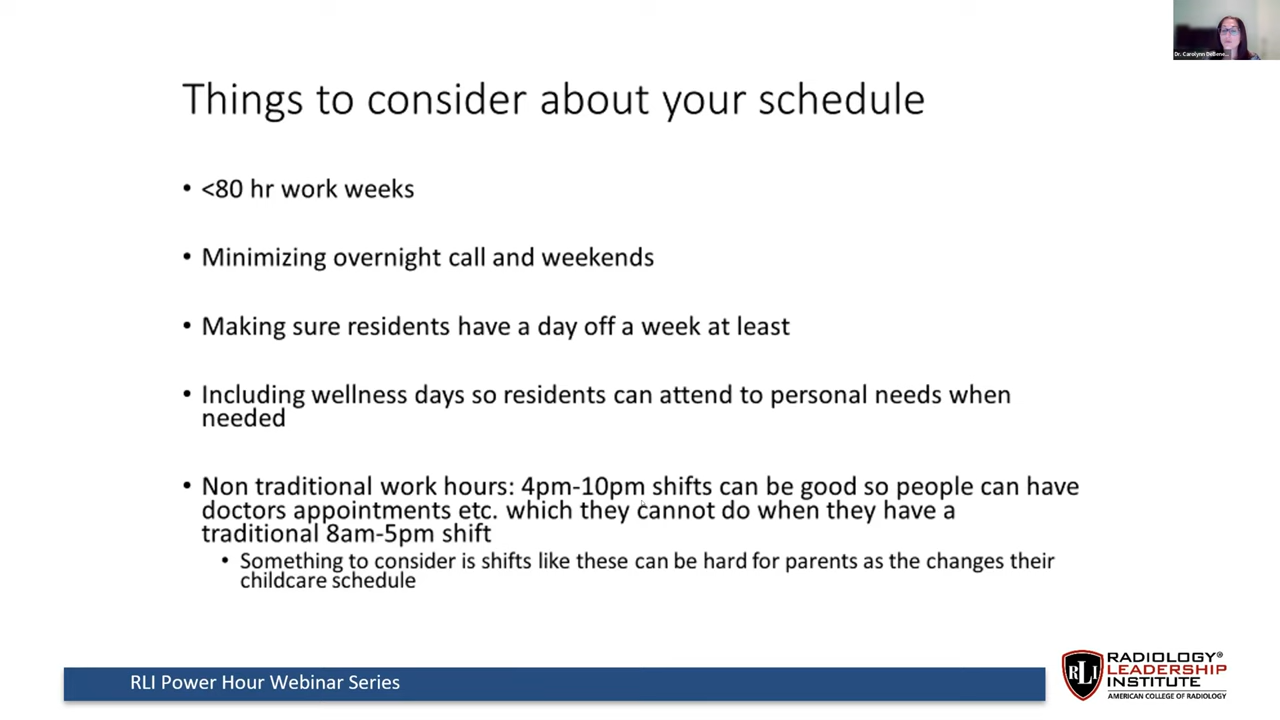 Dr. Carolynn DeBene...
Things to consider about your schedule
• <80 hr work weeks
• Minimizing overnight call and weekends
• Making sure residents have a day off a week at least
• Including wellness days so residents can attend to personal needs when
needed
• Non traditional work hours: 4pm-10pm shifts can be good so people can have
doctors appointments etc. which they cannot do when they have a
traditional 8am-5pm shift
• Something to consider is shifts like these can be hard for parents as the changes their
childcare schedule
RLI Power Hour Webinar Series
RLI
RADIOLOGY®
LEADERSHIP
INSTITUTE
AMERICAN COLLEGE OF RADIOLOGY